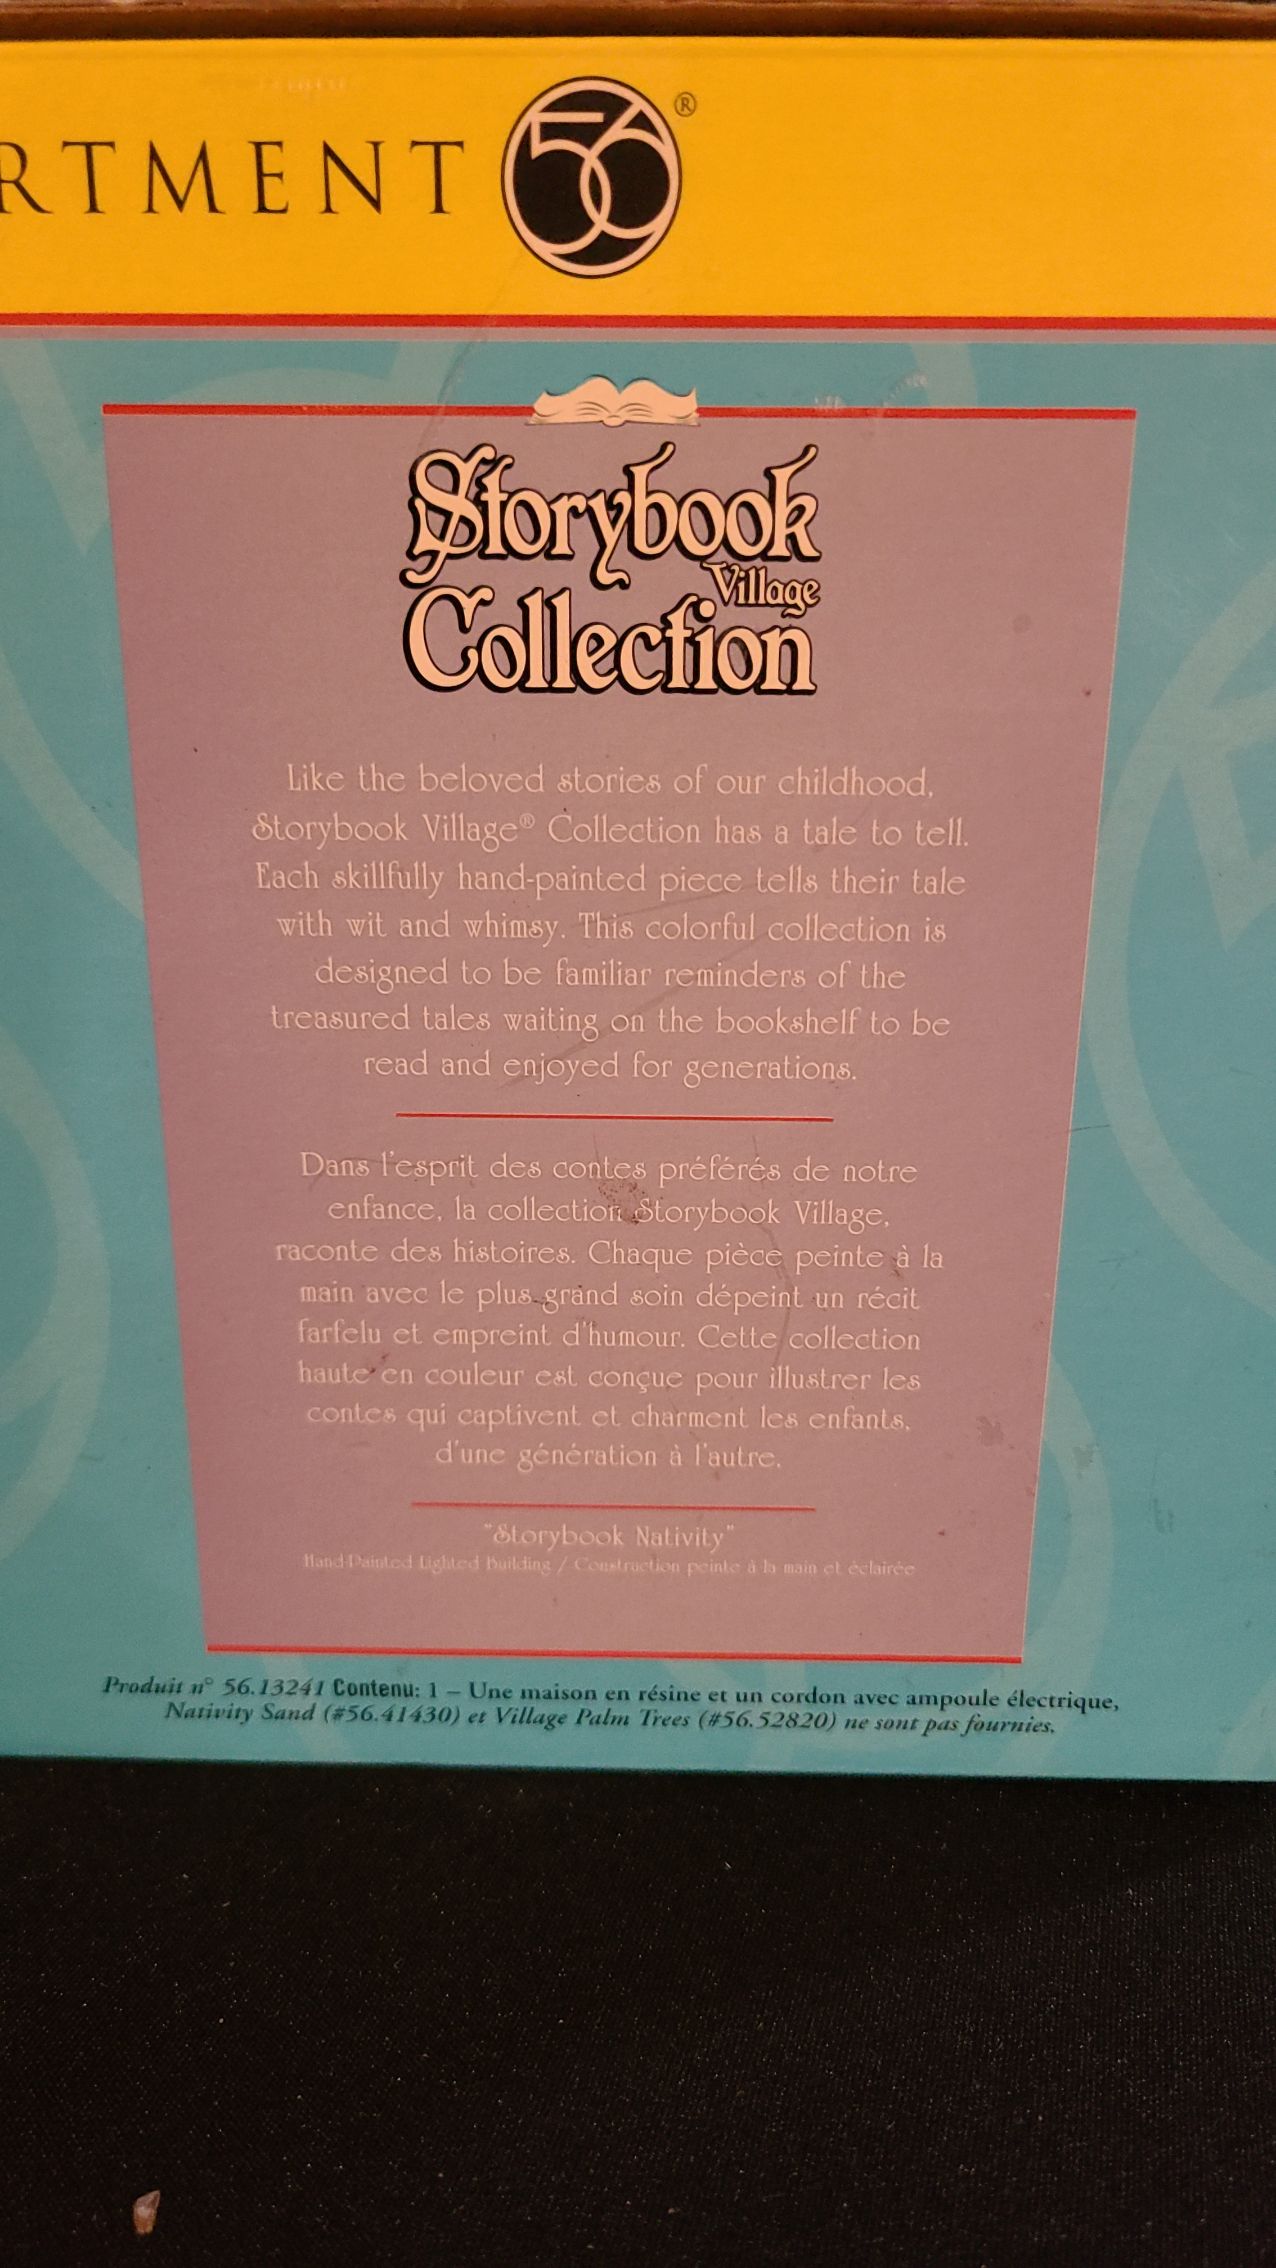 RTMENT 56®
Storybook
Village
Collection
Like the beloved stories of our childhood,
Storybook Village® Collection has a tale to tell.
Each skillfully hand-painted piece tells their tale
with wit and whimsy. This colorful collection is
designed to be familiar reminders of the
treasured tales waiting on the bookshelf to be
read and enjoyed for generations.
Dans l'esprit des contes préférés de notre
enfance, la collection Storybook Village,
raconte des histoires. Chaque pièce peinte à la
main avec le plus grand soin dépeint un récit
farfelu et empreint d'humour. Cette collection
haute en couleur est conçue pour illustrer les
contes qui captivent et charment les enfants,
d'une génération à l'autre.
"Storybook Nativity"
Hand-Painted Lighted Building / Construction peinte à la main et éclairée
Produit n° 56.13241 Contenu: 1 – Une maison en résine et un cordon avec ampoule électrique,
Nativity Sand (#56.41430) et Village Palm Trees (#56.52820) ne sont pas fournies.